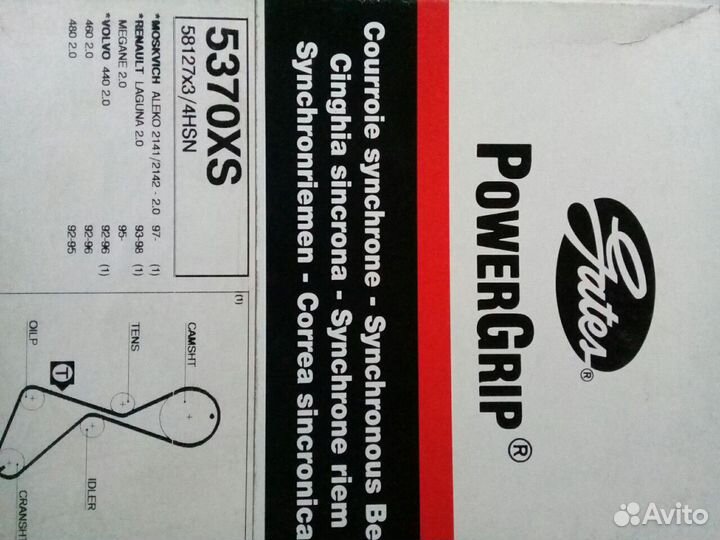 Gates®
POWERGRIP®
Courroie synchrone - Synchronous Be
Cinghia sincrona - Synchrone riem
Synchronriemen - Correa sincronica
5370XS
58127x3/4HSN
*MOSKVICH ALEKO 2141/2142 - 2.0 97- (1)
*RENAULT LAGUNA 2.0 93-98 (1)
MEGANE 2.0 95-
*VOLVO 440 2.0 92-96 (1)
460 2.0 92-96
480 2.0 92-95
(1)
CAMSHT
TENS
OILP
T
IDLER
CRANSHT
Avito